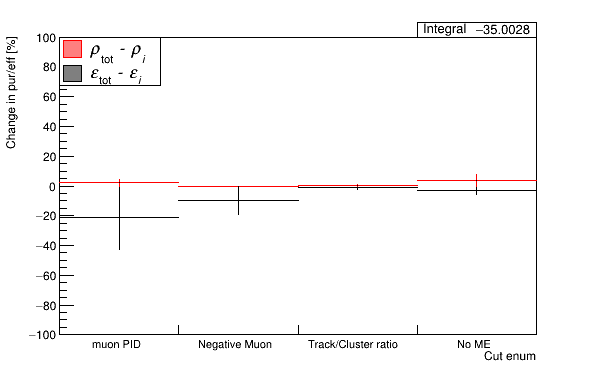 Integral −35.0028
Change in pur/eff [%]
ρtot - ρi
εtot - εi
100
80
60
40
20
0
−20
−40
−60
−80
−100
muon PID Negative Muon Track/Cluster ratio No ME
Cut enum